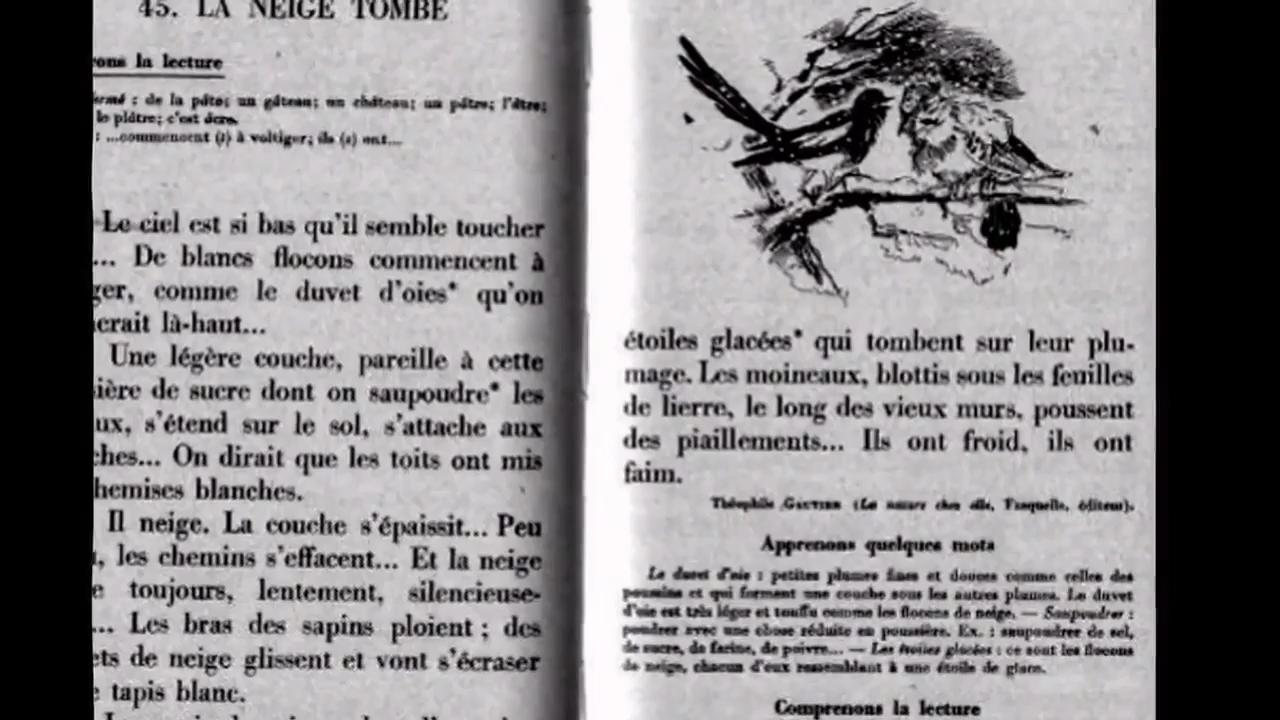 45. LA NEIGE TOMBE
ons la lecture
fermé : de la pâte; un gâteau; un château; un pâtre; l'être;
le plâtre; c'est dans.
: ...commencent (t) à voltiger; ils (s) ont...
Le ciel est si bas qu'il semble toucher
... De blancs flocons commencent à
ger, comme le duvet d'oies* qu'on
erait là-haut...
Une légère couche, pareille à cette
ière de sucre dont on saupoudre* les
ux, s'étend sur le sol, s'attache aux
ches... On dirait que les toits ont mis
hemises blanches.
Il neige. La couche s'épaissit... Peu
, les chemins s'effacent... Et la neige
e toujours, lentement, silencieuse-
... Les bras des sapins ploient ; des
ets de neige glissent et vont s'écraser
e tapis blanc.
étoiles glacées* qui tombent sur leur plu-
mage. Les moineaux, blottis sous les feuilles
de lierre, le long des vieux murs, poussent
des piaillements... Ils ont froid, ils ont
faim.
Théophile GAUTIER (La nature chez elle, Fasquelle, éditeur).
Apprenons quelques mots
Le duvet d'oie : petites plumes fines et douces comme celles des
poussins et qui forment une couche sous les autres plumes. Le duvet
d'oie est très léger et touffu comme les flocons de neige. — Saupoudrer :
poudrer avec une chose réduite en poussière. Ex. : saupoudrer de sel,
de sucre, de farine, de poivre... — Les étoiles glacées : ce sont les flocons
de neige, chacun d'eux ressemblant à une étoile de glace.
Comprenons la lecture